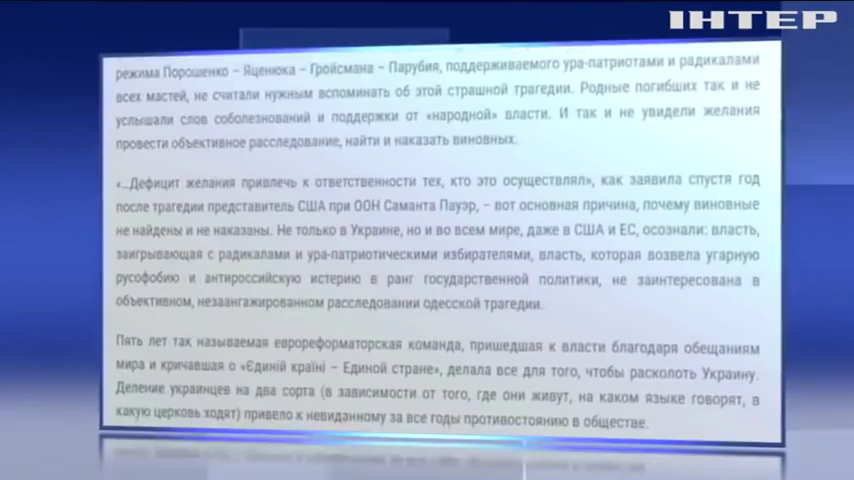 ІНТЕР
режима Порошенко – Яценюка – Гройсмана – Парубия, поддерживаемого ура-патриотами и радикалами
всех мастей, не считали нужным вспоминать об этой страшной трагедии. Родные погибших так и не
услышали слов соболезнований и поддержки от «народной» власти. И так и не увидели желания
провести объективное расследование, найти и наказать виновных.
«...Дефицит желания привлечь к ответственности тех, кто это осуществлял», как заявила спустя год
после трагедии представитель США при ООН Саманта Пауэр, – вот основная причина, почему виновные
не найдены и не наказаны. Не только в Украине, но и во всем мире, даже в США и ЕС, осознали: власть,
заигрывающая с радикалами и ура-патриотическими избирателями, власть, которая возвела угарную
русофобию и антироссийскую истерию в ранг государственной политики, не заинтересована в
объективном, незаангажированном расследовании одесской трагедии.
Пять лет так называемая еврореформаторская команда, пришедшая к власти благодаря обещаниям
мира и кричавшая о «Єдиній країні – Единой стране», делала все для того, чтобы расколоть Украину.
Деление украинцев на два сорта (в зависимости от того, где они живут, на каком языке говорят, в
какую церковь ходят) привело к невиданному за все годы противостоянию в обществе.